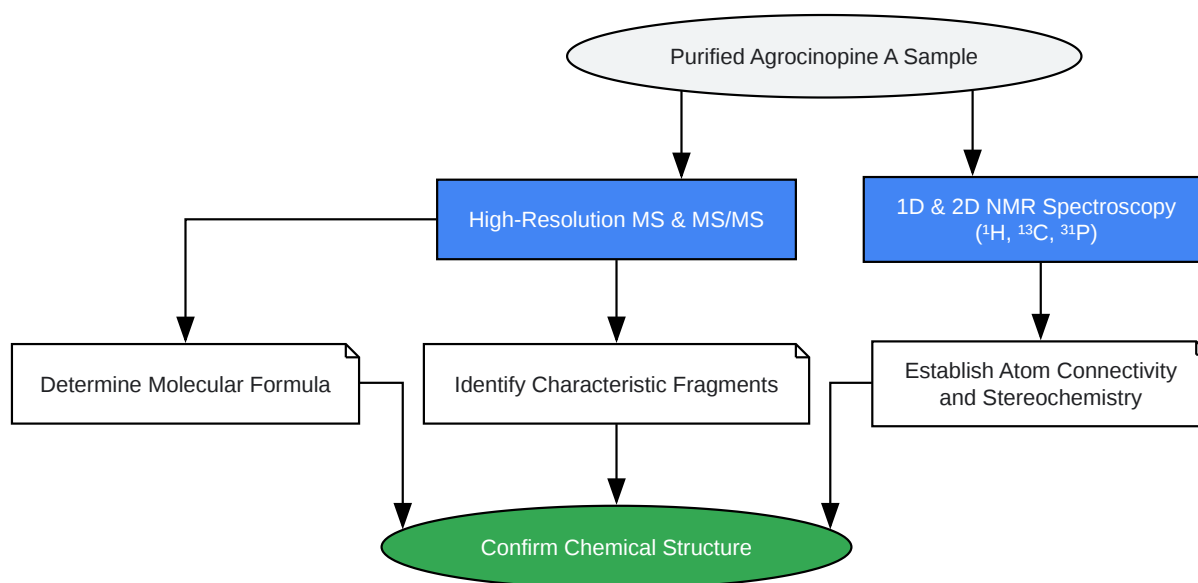 Purified Agrocinopine A Sample
High-Resolution MS & MS/MS
1D & 2D NMR Spectroscopy
(¹H, ¹³C, ³¹P)
Determine Molecular Formula
Identify Characteristic Fragments
Establish Atom Connectivity
and Stereochemistry
Confirm Chemical Structure